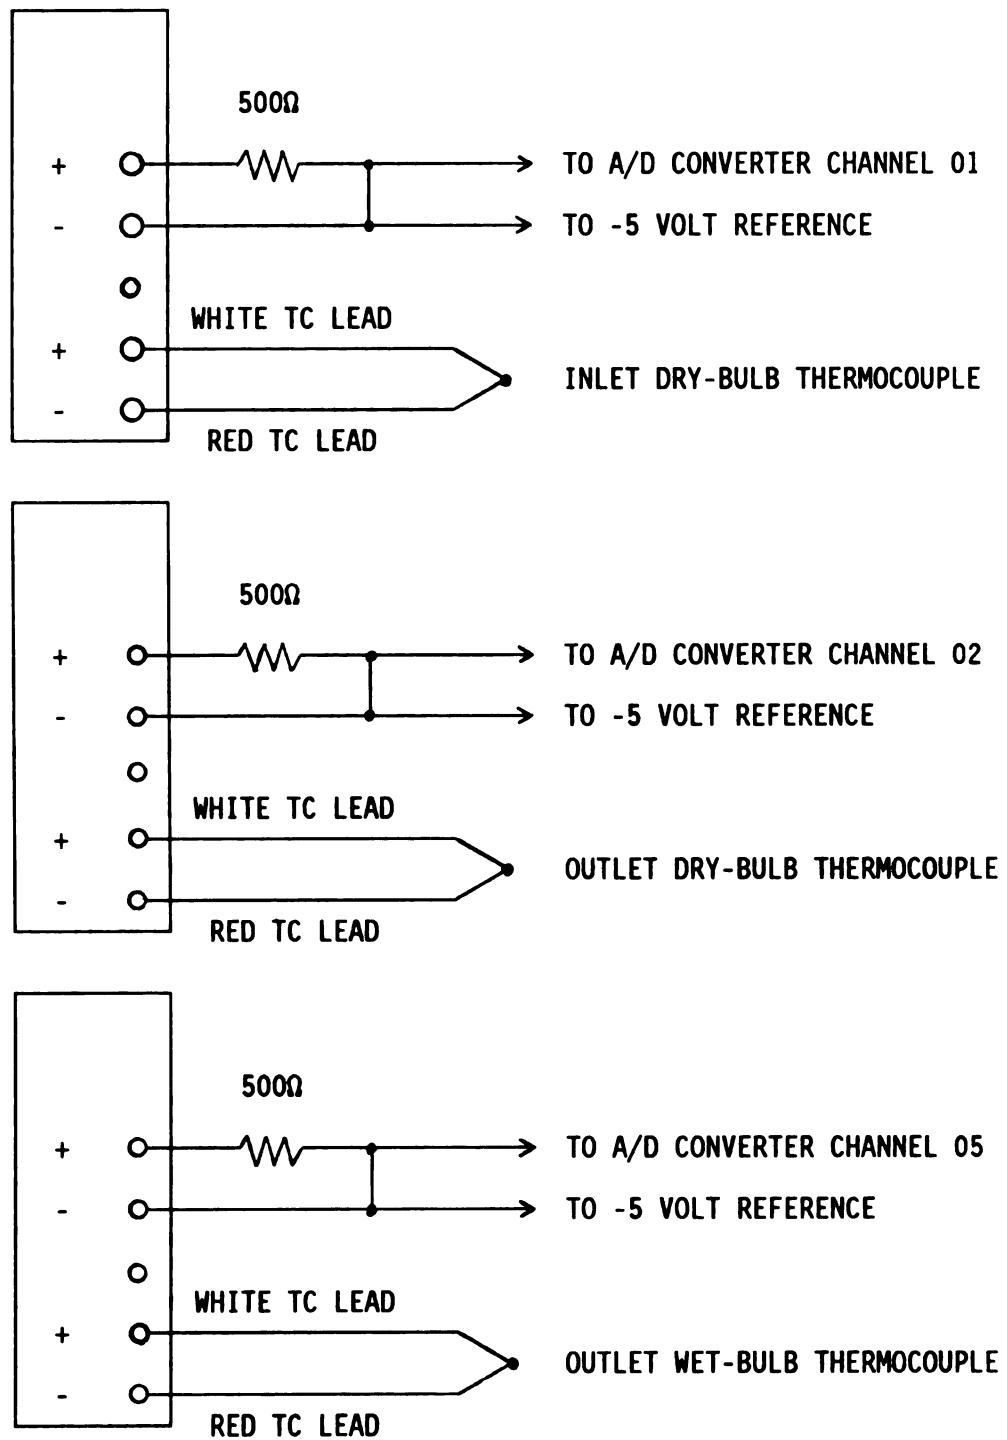 500Ω
+ TO A/D CONVERTER CHANNEL 01
- TO -5 VOLT REFERENCE
WHITE TC LEAD
+
INLET DRY-BULB THERMOCOUPLE
-
RED TC LEAD
500Ω
+ TO A/D CONVERTER CHANNEL 02
- TO -5 VOLT REFERENCE
WHITE TC LEAD
+
OUTLET DRY-BULB THERMOCOUPLE
-
RED TC LEAD
500Ω
+ TO A/D CONVERTER CHANNEL 05
- TO -5 VOLT REFERENCE
WHITE TC LEAD
+
OUTLET WET-BULB THERMOCOUPLE
-
RED TC LEAD